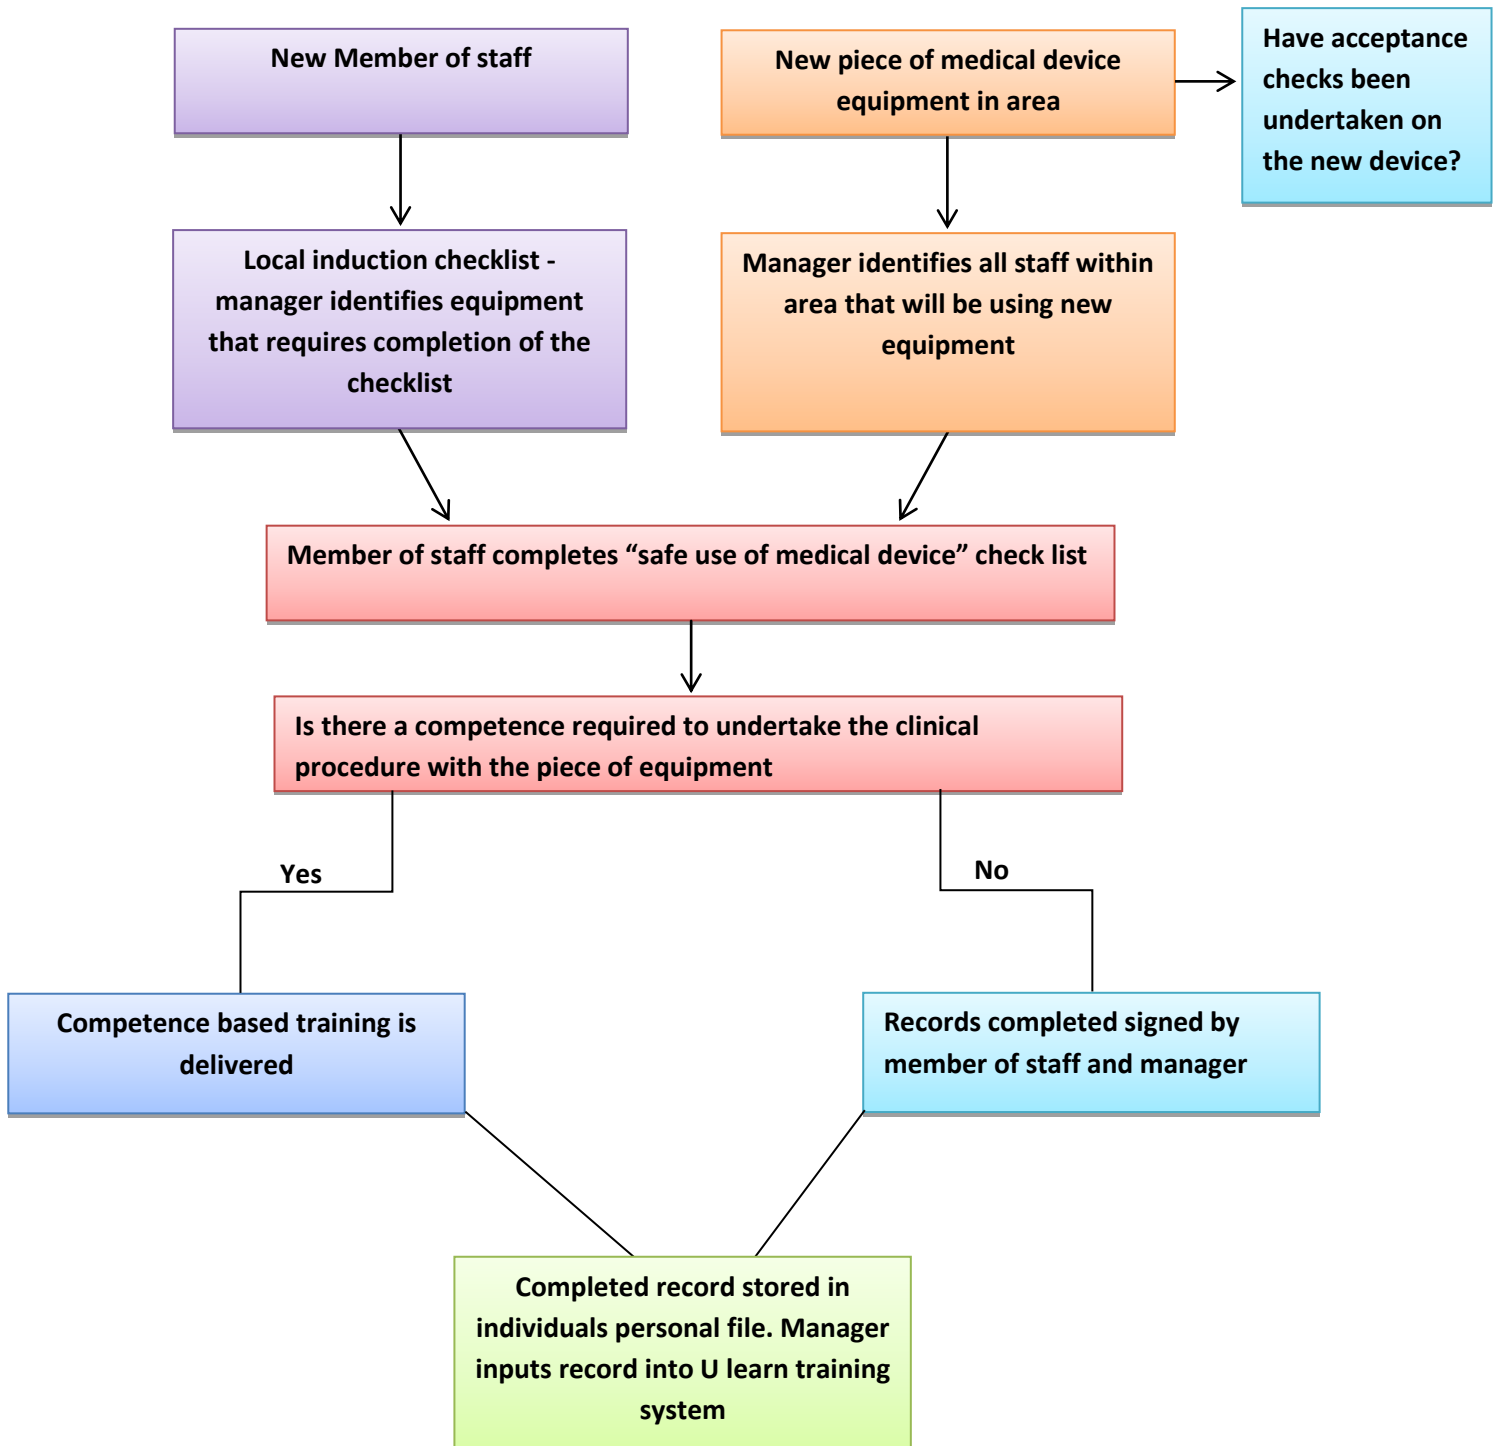 New Member of staff
New piece of medical device
equipment in area
Have acceptance
checks been
undertaken on
the new device?
Local induction checklist -
manager identifies equipment
that requires completion of the
checklist
Manager identifies all staff within
area that will be using new
equipment
Member of staff completes “safe use of medical device” check list
Is there a competence required to undertake the clinical
procedure with the piece of equipment
Yes
No
Competence based training is
delivered
Records completed signed by
member of staff and manager
Completed record stored in
individuals personal file. Manager
inputs record into U learn training
system